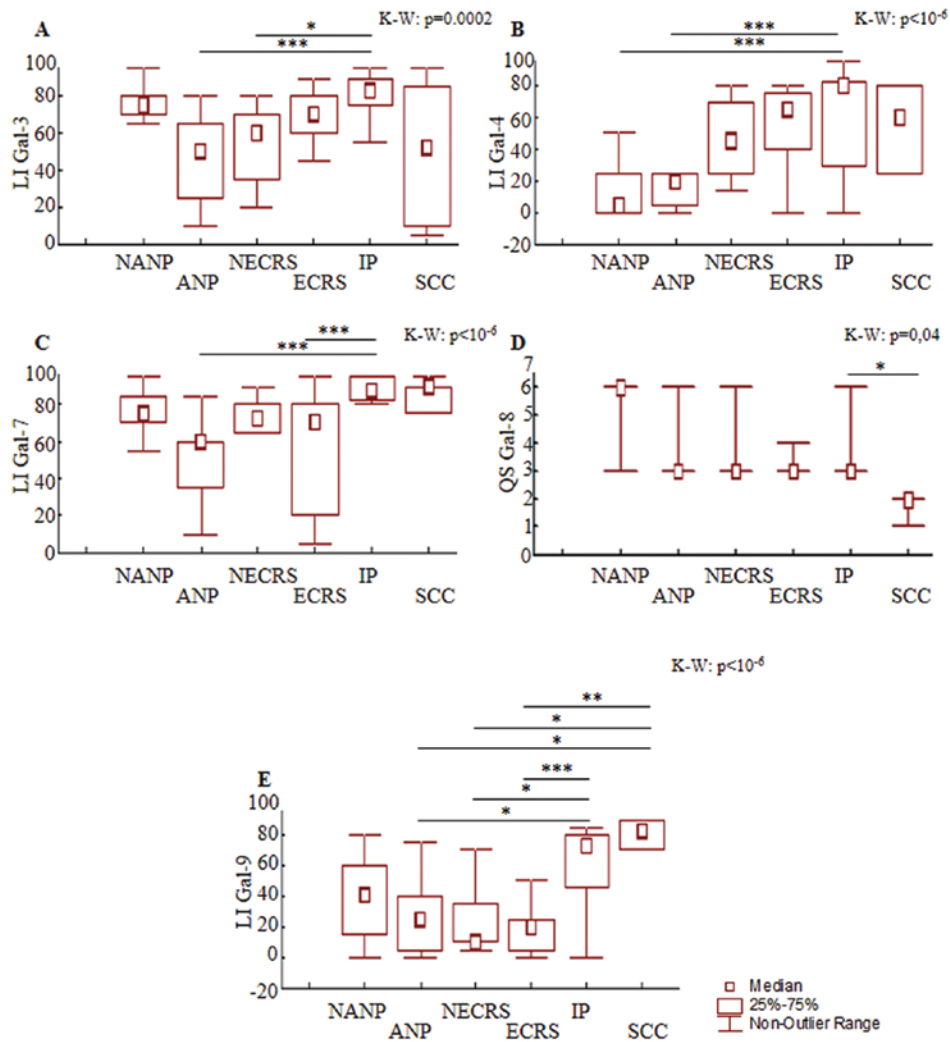 A
K-W: p=0.0002
*
***
LI Gal-3
100
80
60
40
20
0
NANP
ANP
NECRS
ECRS
IP
SCC
B
K-W: p<10⁻⁶
***
***
LI Gal-4
100
80
60
40
20
0
-20
NANP
ANP
NECRS
ECRS
IP
SCC
C
K-W: p<10⁻⁶
***
***
LI Gal-7
100
80
60
40
20
0
NANP
ANP
NECRS
ECRS
IP
SCC
D
K-W: p=0,04
*
QS Gal-8
7
6
5
4
3
2
1
0
NANP
ANP
NECRS
ECRS
IP
SCC
K-W: p<10⁻⁶
**
*
*
***
*
*
E
LI Gal-9
100
80
60
40
20
0
-20
NANP
ANP
NECRS
ECRS
IP
SCC
Median
25%-75%
Non-Outlier Range